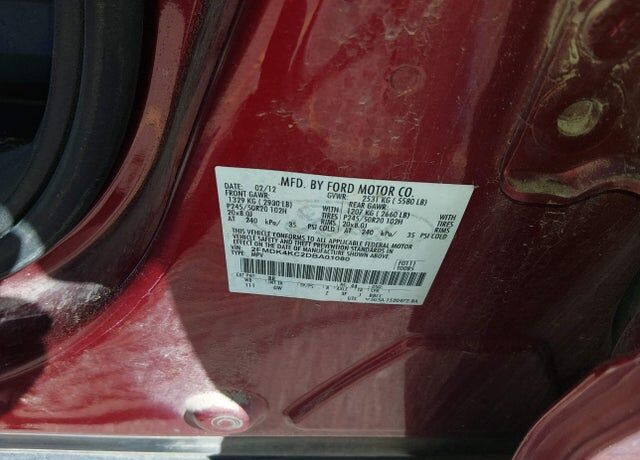 MFD. BY FORD MOTOR CO.
DATE: 02/12 GVWR: 2531 KG ( 5580 LB)
FRONT GAWR: REAR GAWR:
1329 KG ( 2930 LB) WITH 1207 KG ( 2660 LB) WITH
P245/50R20 102H TIRES P245/50R20 102H TIRES
20x8.0J RIMS 20x8.0J RIMS
AT 240 kPa/ 35 PSI COLD AT 240 kPa/ 35 PSI COLD
THIS VEHICLE CONFORMS TO ALL APPLICABLE FEDERAL MOTOR
VEHICLE SAFETY AND THEFT PREVENTION STANDARDS IN
EFFECT ON THE DATE OF MANUFACTURE SHOWN ABOVE.
VIN: 2FMDK4KC2DBA01080
TYPE: MPV
111 GW